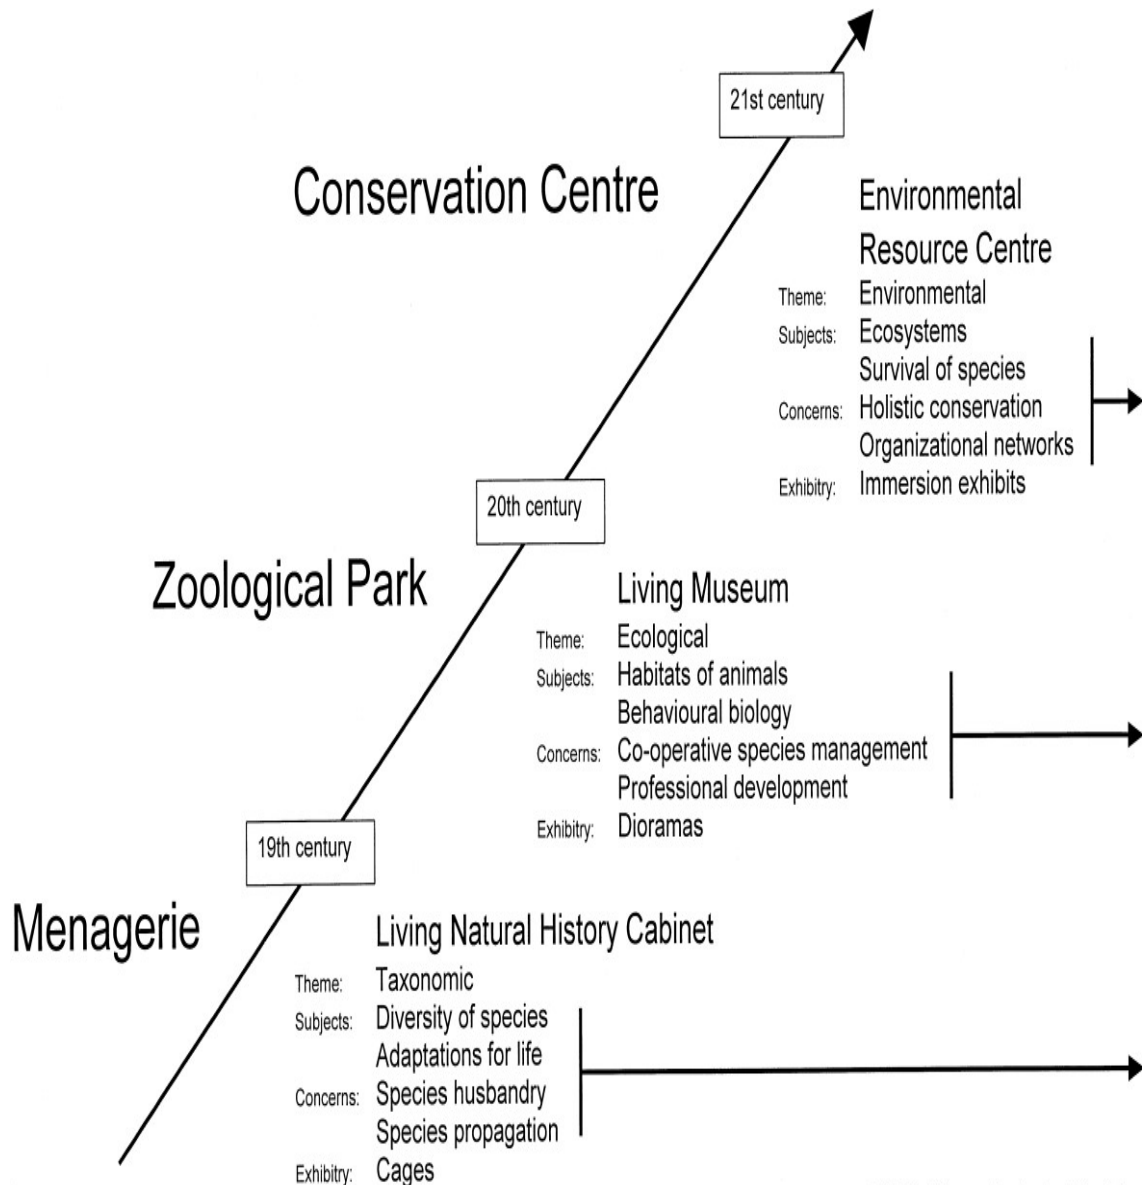 21st century
Conservation Centre
Environmental
Resource Centre
Theme: Environmental
Subjects: Ecosystems
Survival of species
Concerns: Holistic conservation
Organizational networks
Exhibitry: Immersion exhibits
20th century
Zoological Park
Living Museum
Theme: Ecological
Subjects: Habitats of animals
Behavioural biology
Concerns: Co-operative species management
Professional development
Exhibitry: Dioramas
19th century
Menagerie
Living Natural History Cabinet
Theme: Taxonomic
Subjects: Diversity of species
Adaptations for life
Concerns: Species husbandry
Species propagation
Exhibitry: Cages